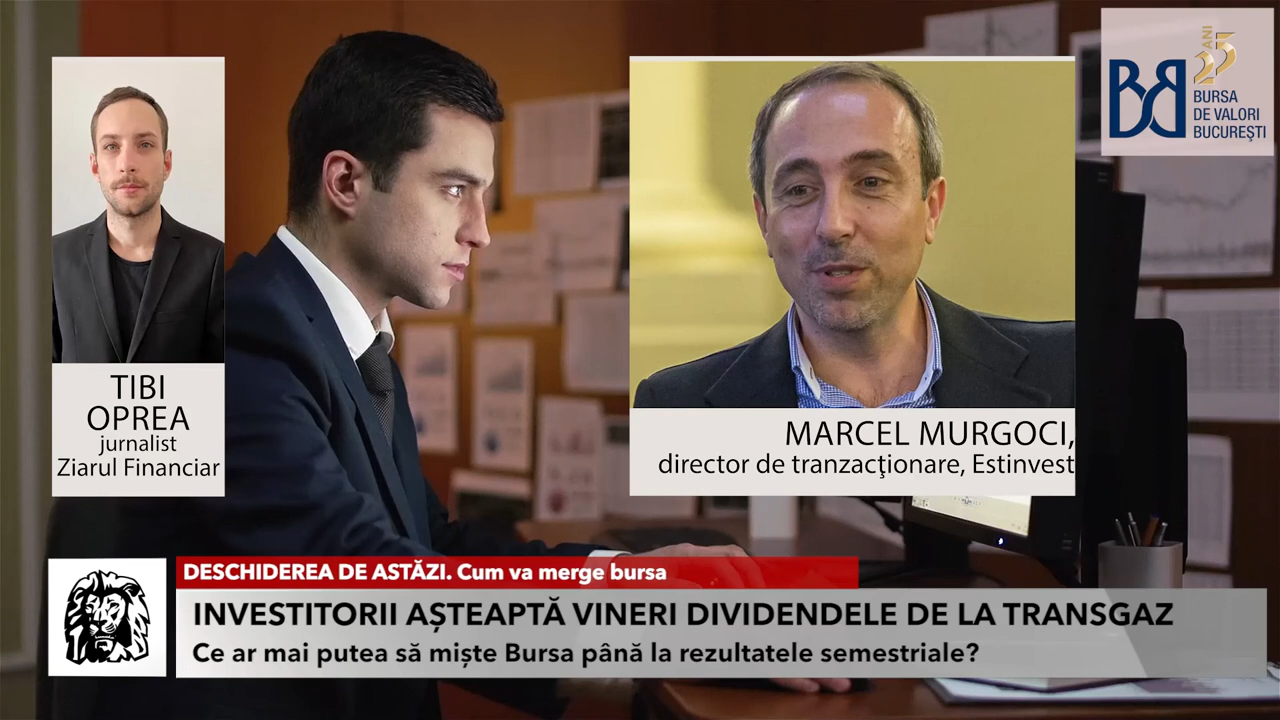 ANI
25
BVB
BURSA
DE VALORI
BUCUREŞTI
TIBI
OPREA
jurnalist
Ziarul Financiar
MARCEL MURGOCI,
director de tranzacţionare, Estinvest
DESCHIDEREA DE ASTĂZI. Cum va merge bursa
INVESTITORII AȘTEAPTĂ VINERI DIVIDENDELE DE LA TRANSGAZ
Ce ar mai putea să miște Bursa până la rezultatele semestriale?